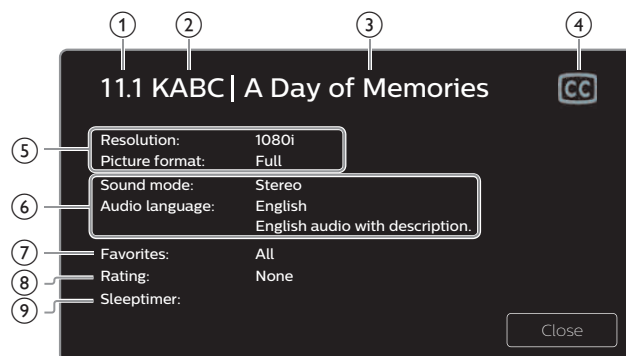 1 2 3 4
11.1 KABC | A Day of Memories CC
5 Resolution: 1080i
Picture format: Full
6 Sound mode: Stereo
Audio language: English
English audio with description.
7 Favorites: All
8 Rating: None
9 Sleeptimer:
Close